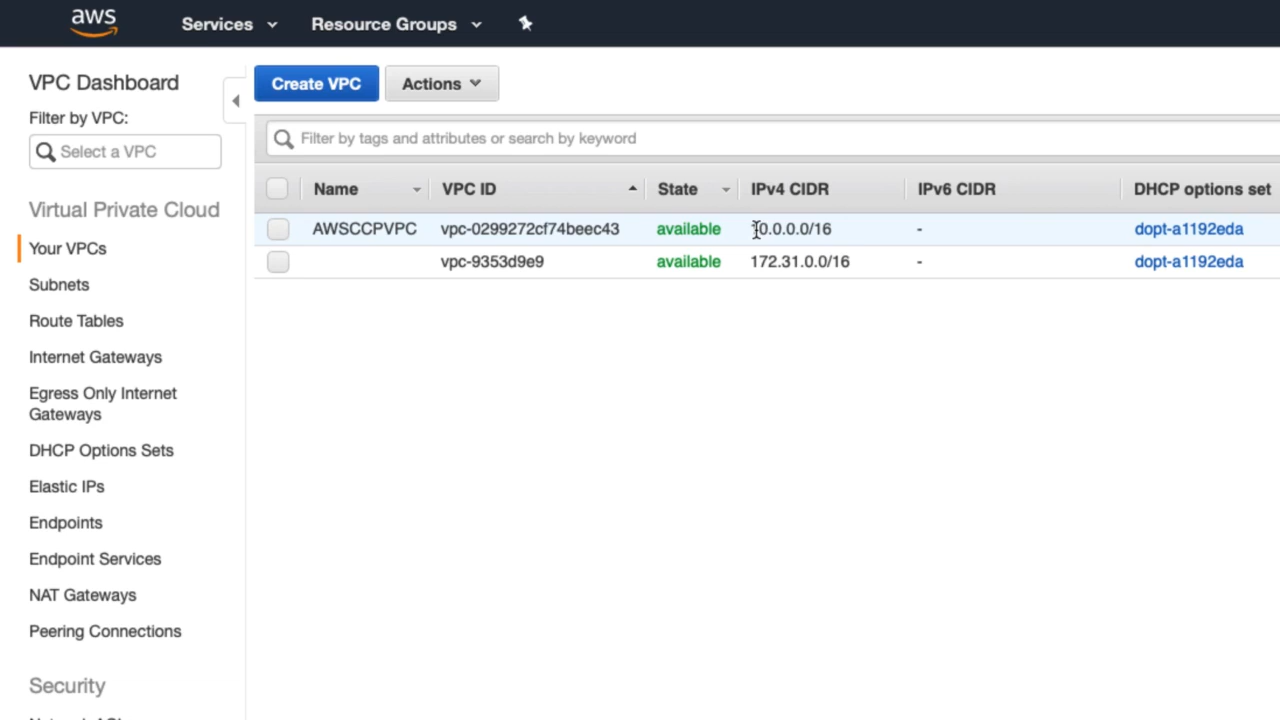 aws Services Resource Groups
VPC Dashboard
Filter by VPC:
Select a VPC
Virtual Private Cloud
Your VPCs
Subnets
Route Tables
Internet Gateways
Egress Only Internet
Gateways
DHCP Options Sets
Elastic IPs
Endpoints
Endpoint Services
NAT Gateways
Peering Connections
Security
Create VPC Actions
Filter by tags and attributes or search by keyword
Name VPC ID State IPv4 CIDR IPv6 CIDR DHCP options set
AWSCCPVPC vpc-0299272cf74beec43 available 10.0.0.0/16 - dopt-a1192eda
vpc-9353d9e9 available 172.31.0.0/16 - dopt-a1192eda